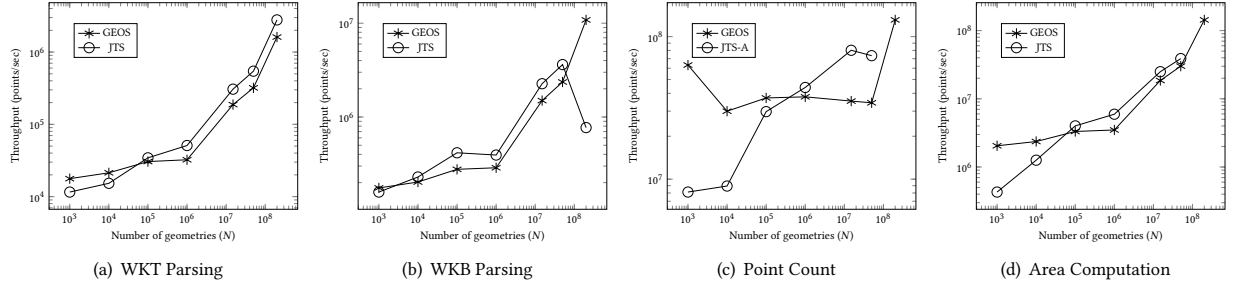 GEOS
JTS
10^6
10^5
10^4
Throughput (points/sec)
10^3 10^4 10^5 10^6 10^7 10^8
Number of geometries (N)
(a) WKT Parsing
GEOS
JTS
10^7
10^6
Throughput (points/sec)
10^3 10^4 10^5 10^6 10^7 10^8
Number of geometries (N)
(b) WKB Parsing
GEOS
JTS-A
10^8
10^7
Throughput (points/sec)
10^3 10^4 10^5 10^6 10^7 10^8
Number of geometries (N)
(c) Point Count
GEOS
JTS
10^8
10^7
10^6
Throughput (points/sec)
10^3 10^4 10^5 10^6 10^7 10^8
Number of geometries (N)
(d) Area Computation